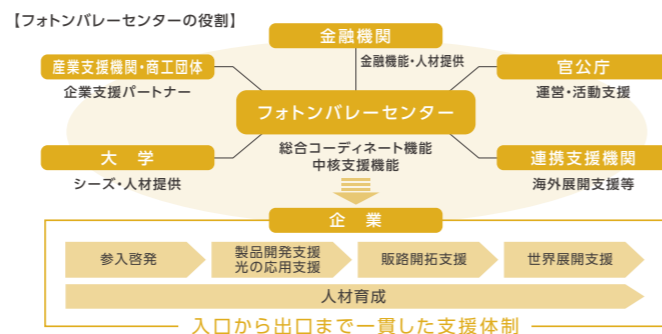 【フォトンバレーセンターの役割】
金融機関
金融機能・人材提供
産業支援機関・商工団体
企業支援パートナー
官公庁
運営・活動支援
フォトンバレーセンター
総合コーディネート機能
中核支援機能
大学
シーズ・人材提供
連携支援機関
海外展開支援等
企業
参入啓発
製品開発支援
光の応用支援
販路開拓支援
世界展開支援
人材育成
入口から出口まで一貫した支援体制